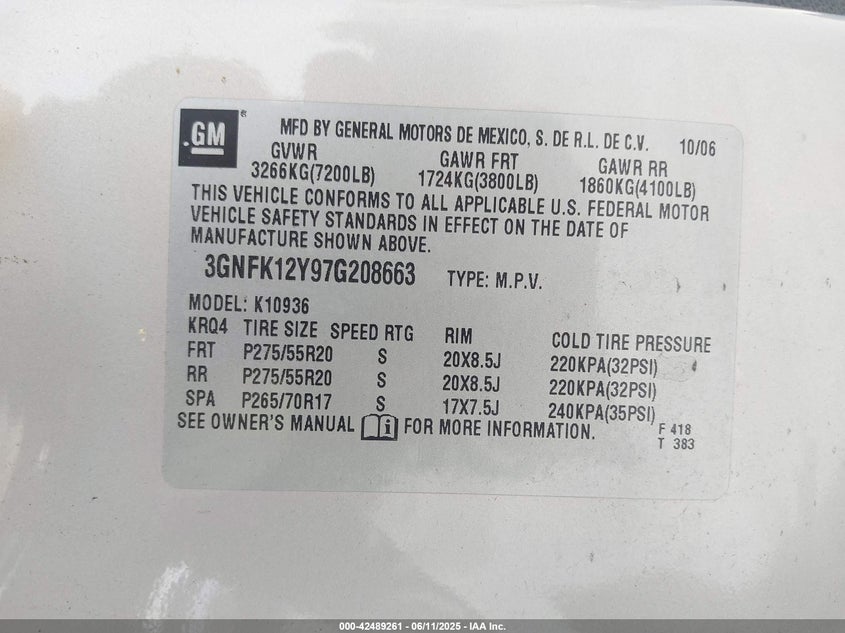 GM ® MFD BY GENERAL MOTORS DE MEXICO, S. DE R.L. DE C.V. 10/06
GVWR GAWR FRT GAWR RR
3266KG(7200LB) 1724KG(3800LB) 1860KG(4100LB)
THIS VEHICLE CONFORMS TO ALL APPLICABLE U.S. FEDERAL MOTOR
VEHICLE SAFETY STANDARDS IN EFFECT ON THE DATE OF
MANUFACTURE SHOWN ABOVE.
3GNFK12Y97G208663 TYPE: M.P.V.
MODEL: K10936
KRQ4 TIRE SIZE SPEED RTG RIM COLD TIRE PRESSURE
FRT P275/55R20 S 20X8.5J 220KPA(32PSI)
RR P275/55R20 S 20X8.5J 220KPA(32PSI)
SPA P265/70R17 S 17X7.5J 240KPA(35PSI)
SEE OWNER'S MANUAL i FOR MORE INFORMATION.
F 418
T 383
000-42489261 - 06/11/2025 - IAA Inc.